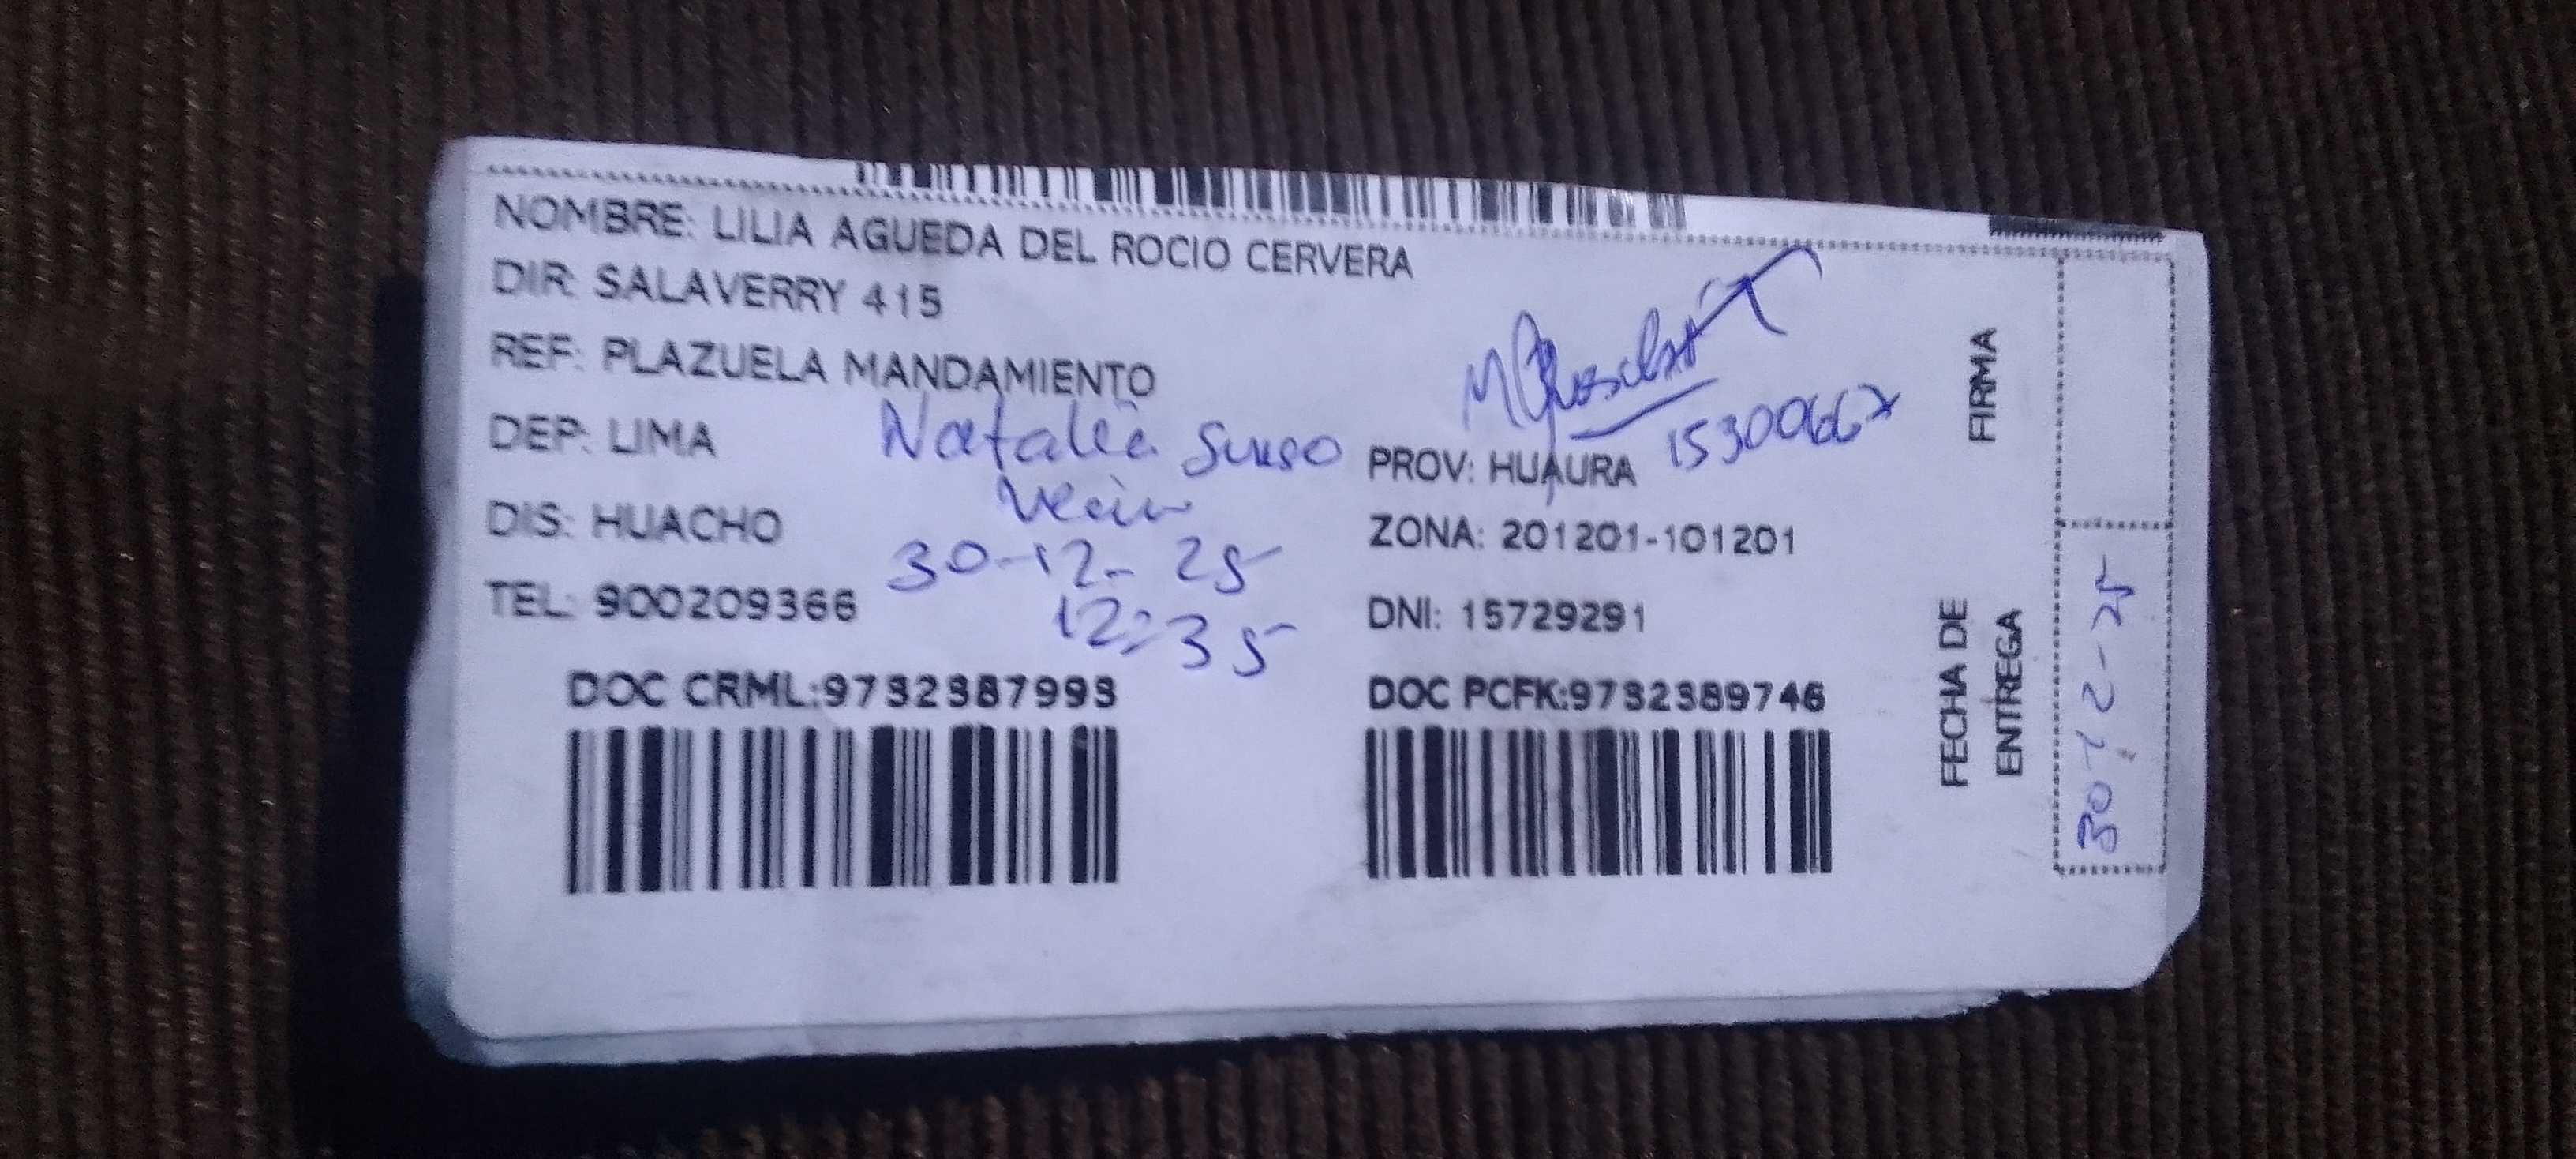 NOMBRE: LILIA AGUEDA DEL ROCIO CERVERA
DIR: SALAVERRY 415
REF: PLAZUELA MANDAMIENTO
DEP: LIMA
Natalia
PROV: HUAURA
15300667
DIS: HUACHO
ZONA: 201201-101201
30-12-25
TEL: 900209366
12:35
DNI: 15729291
DOC CRML:9732387993
DOC PCFK:9732389746
FIRMA
FECHA DE
ENTREGA
30-12-25